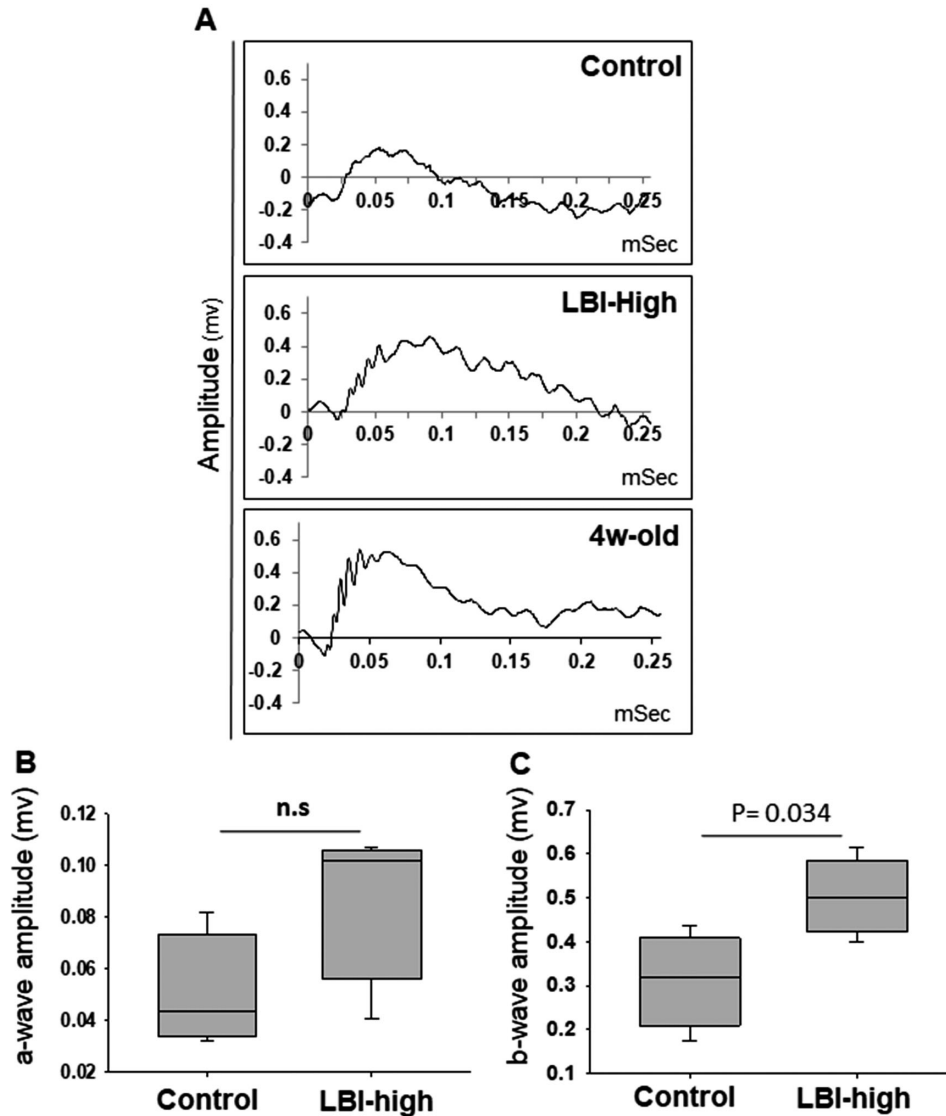 A
Control
0.6
0.4
0.2
0
-0.2
-0.4
0 0.05 0.1 0.15 0.2 0.25
mSec
LBI-High
0.6
0.4
0.2
0
-0.2
-0.4
0 0.05 0.1 0.15 0.2 0.25
mSec
4w-old
0.6
0.4
0.2
0
-0.2
-0.4
0 0.05 0.1 0.15 0.2 0.25
mSec
Amplitude (mv)
B
n.s
a-wave amplitude (mv)
0.12
0.10
0.08
0.06
0.04
0.02
Control LBI-high
C
P= 0.034
b-wave amplitude (mv)
0.7
0.6
0.5
0.4
0.3
0.2
0.1
Control LBI-high